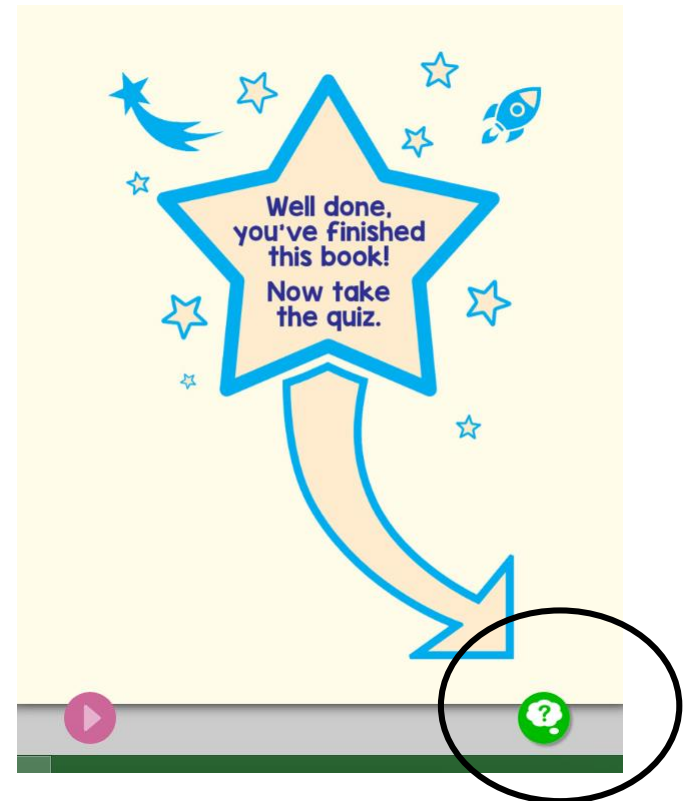 Well done,
you've finished
this book!
Now take
the quiz.
?